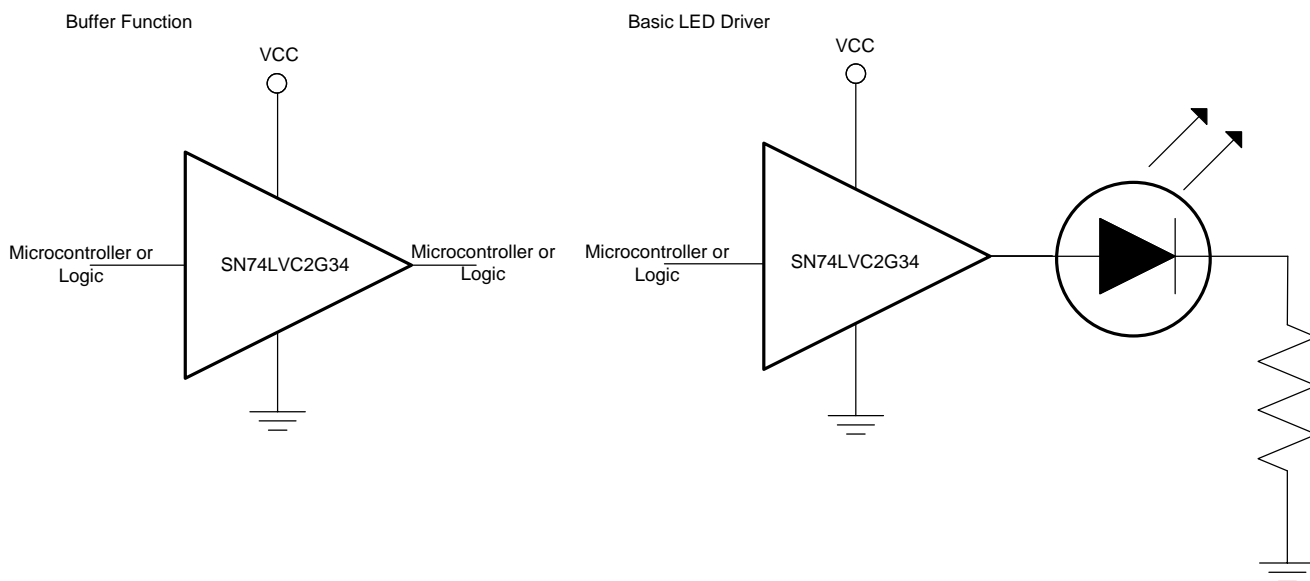 Buffer Function
VCC
Microcontroller or
Logic
SN74LVC2G34
Microcontroller or
Logic
Basic LED Driver
VCC
Microcontroller or
Logic
SN74LVC2G34